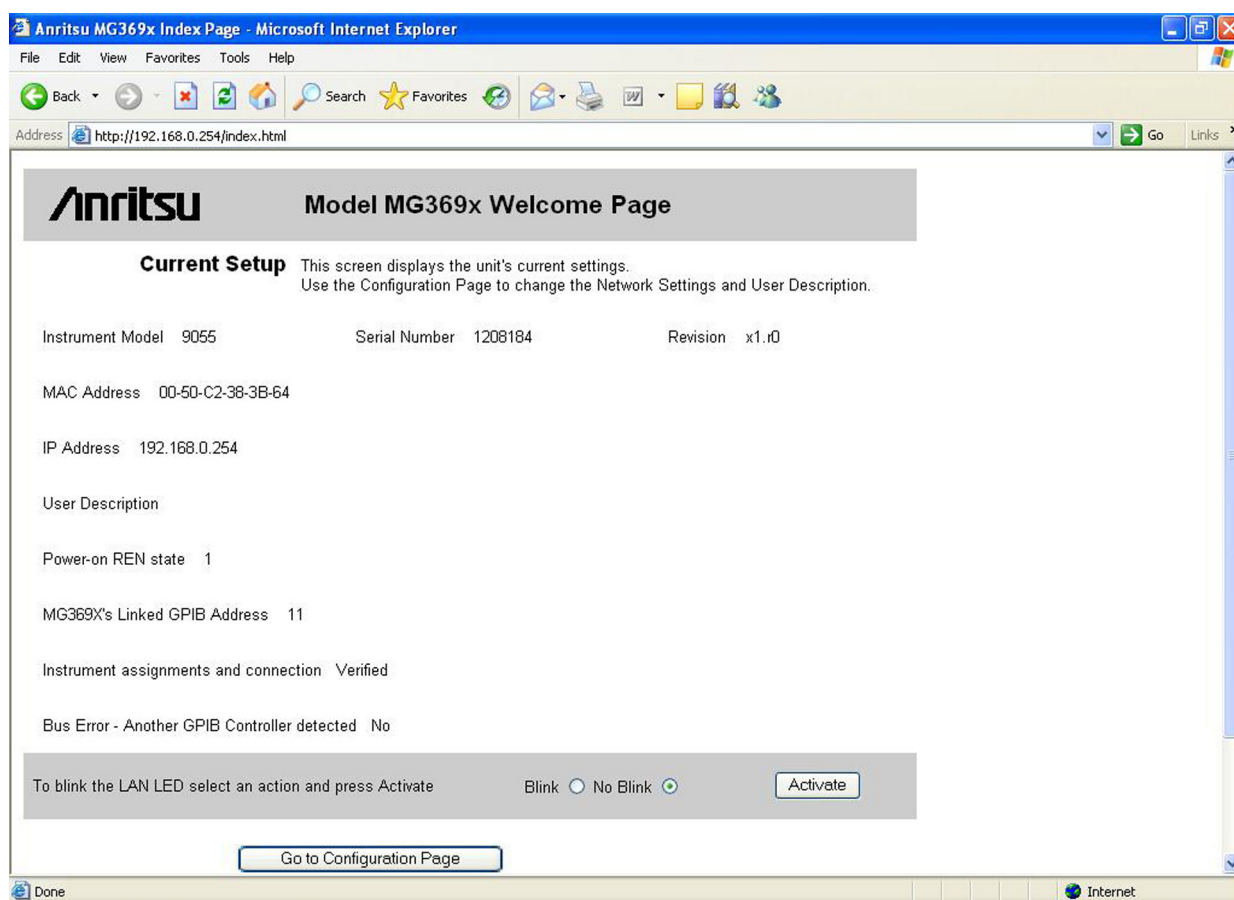 Anritsu MG369x Index Page - Microsoft Internet Explorer
File Edit View Favorites Tools Help
Back Search Favorites
Address http://192.168.0.254/index.html Go Links
Anritsu Model MG369x Welcome Page
Current Setup This screen displays the unit's current settings.
Use the Configuration Page to change the Network Settings and User Description.
Instrument Model 9055 Serial Number 1208184 Revision x1.r0
MAC Address 00-50-C2-38-3B-64
IP Address 192.168.0.254
User Description
Power-on REN state 1
MG369X's Linked GPIB Address 11
Instrument assignments and connection Verified
Bus Error - Another GPIB Controller detected No
To blink the LAN LED select an action and press Activate Blink No Blink Activate
Go to Configuration Page
Done Internet